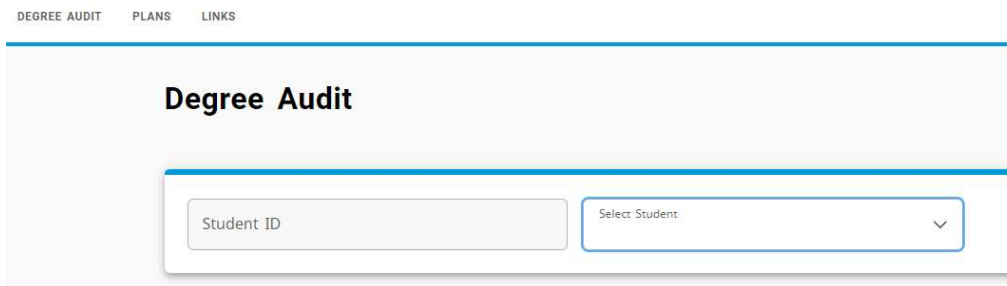 DEGREE AUDIT PLANS LINKS
Degree Audit
Student ID
Select Student